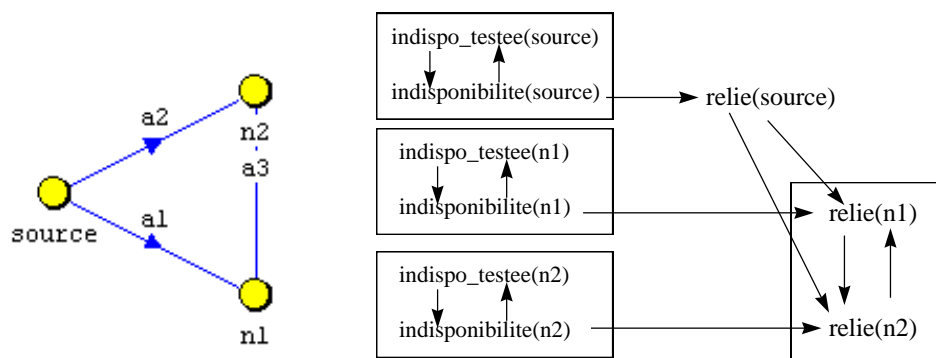 a2
n2
a3
source
a1
n1
indispo_testee(source)
indisponibilite(source)
relie(source)
indispo_testee(n1)
indisponibilite(n1)
relie(n1)
indispo_testee(n2)
indisponibilite(n2)
relie(n2)